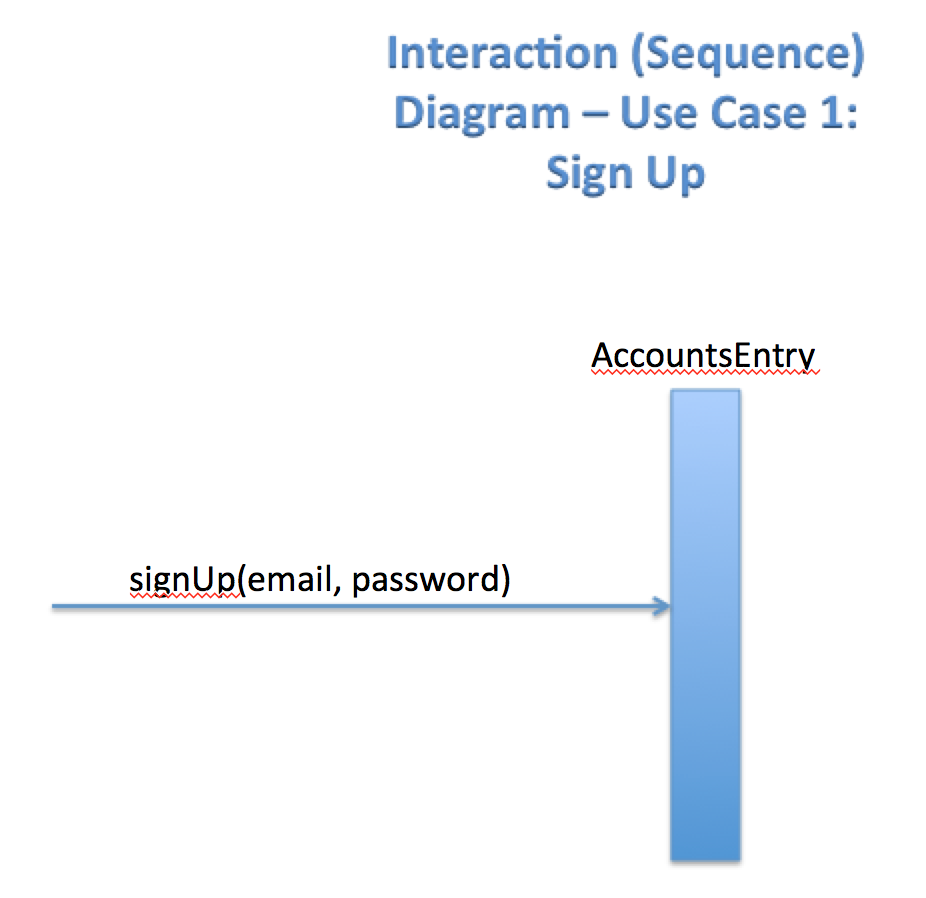 Interaction (Sequence)
Diagram – Use Case 1:
Sign Up
AccountsEntry
signUp(email, password)